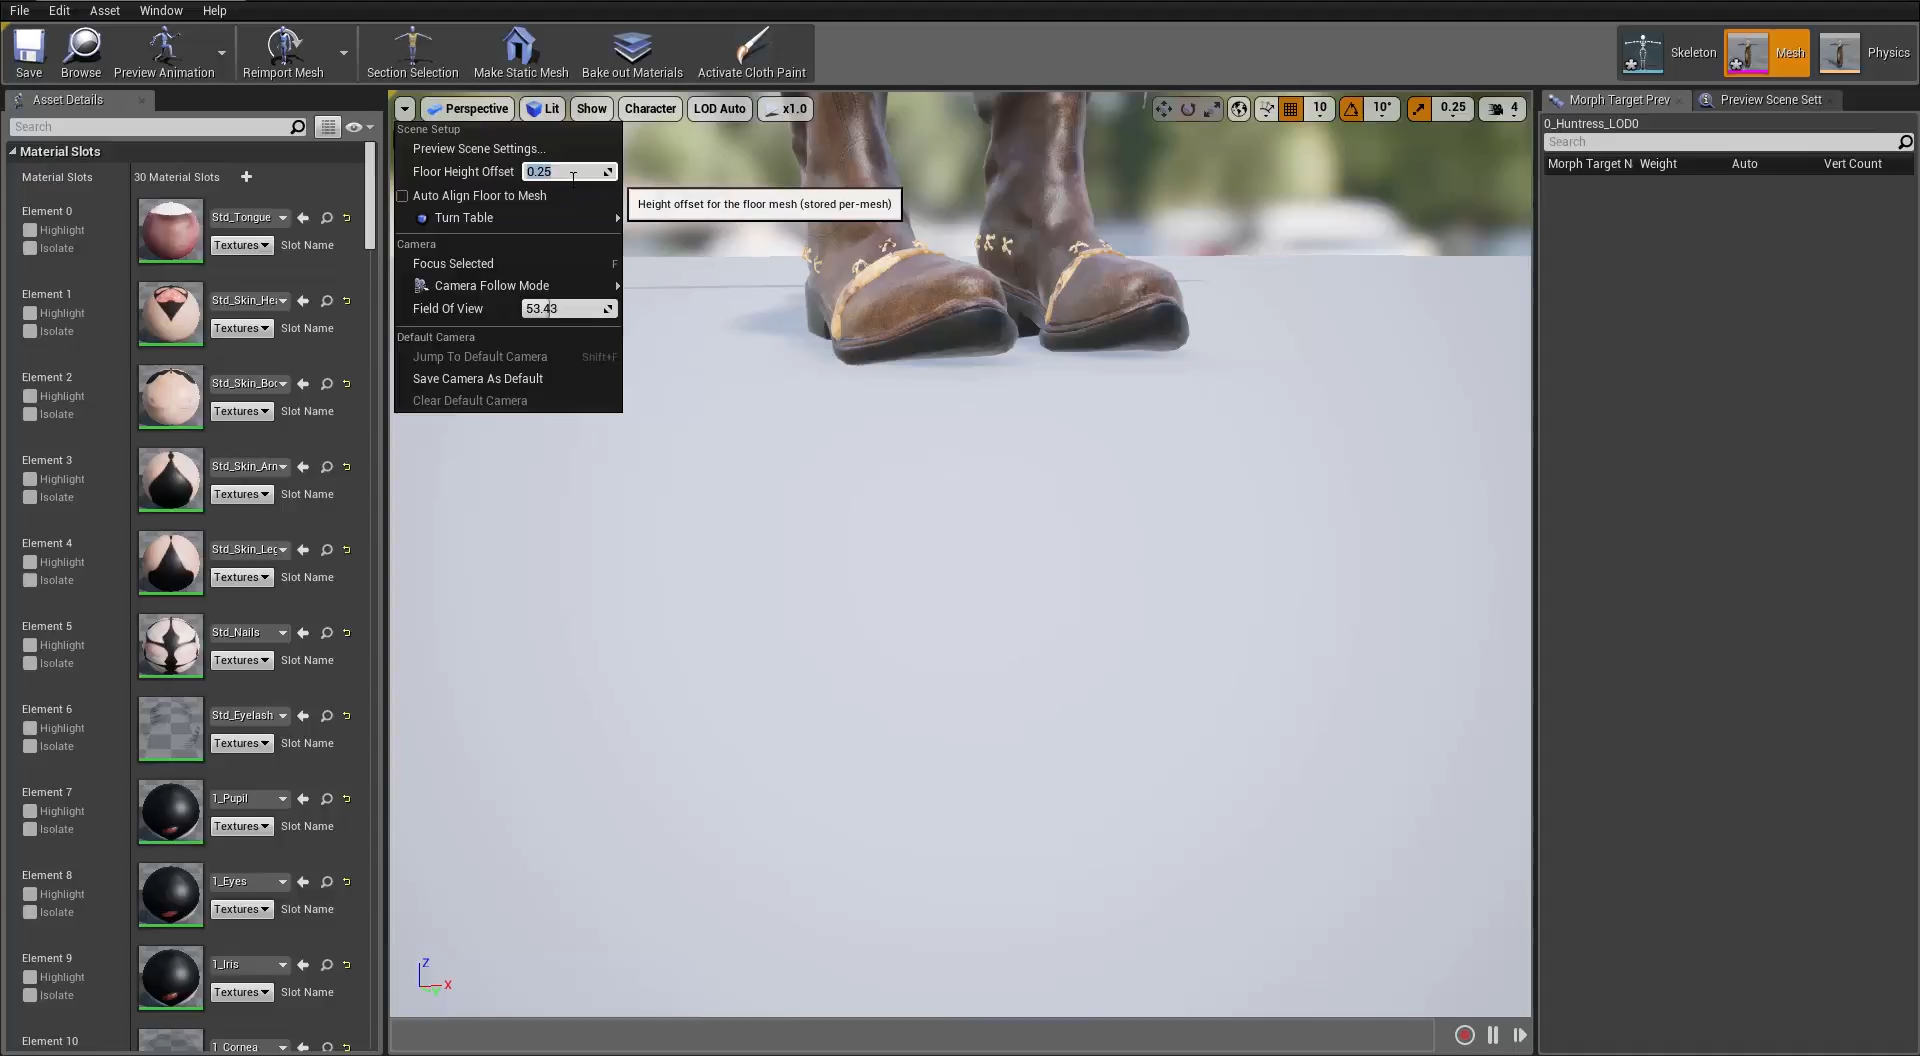 File Edit Asset Window Help
Save Browse Preview Animation Reimport Mesh Section Selection Make Static Mesh Bake out Materials Activate Cloth Paint Skeleton Mesh Physics
Asset Details
Search
Material Slots
Material Slots 30 Material Slots
Element 0
Highlight
Isolate
Std_Tongue
Textures Slot Name
Element 1
Highlight
Isolate
Std_Skin_Hea
Textures Slot Name
Element 2
Highlight
Isolate
Std_Skin_Boc
Textures Slot Name
Element 3
Highlight
Isolate
Std_Skin_Arn
Textures Slot Name
Element 4
Highlight
Isolate
Std_Skin_Leg
Textures Slot Name
Element 5
Highlight
Isolate
Std_Nails
Textures Slot Name
Element 6
Highlight
Isolate
Std_Eyelash
Textures Slot Name
Element 7
Highlight
Isolate
1_Pupil
Textures Slot Name
Element 8
Highlight
Isolate
1_Eyes
Textures Slot Name
Element 9
Highlight
Isolate
1_Iris
Textures Slot Name
Element 10
1_Cornea
Perspective Lit Show Character LOD Auto x1.0
10 10° 0.25 4
Scene Setup
Preview Scene Settings...
Floor Height Offset 0.25
Auto Align Floor to Mesh
Turn Table
Camera
Focus Selected F
Camera Follow Mode
Field Of View 53.43
Default Camera
Jump To Default Camera Shift+F
Save Camera As Default
Clear Default Camera
Height offset for the floor mesh (stored per-mesh)
Z
X
Y
Morph Target Prev Preview Scene Sett
0_Huntress_LOD0
Search
Morph Target N Weight Auto Vert Count